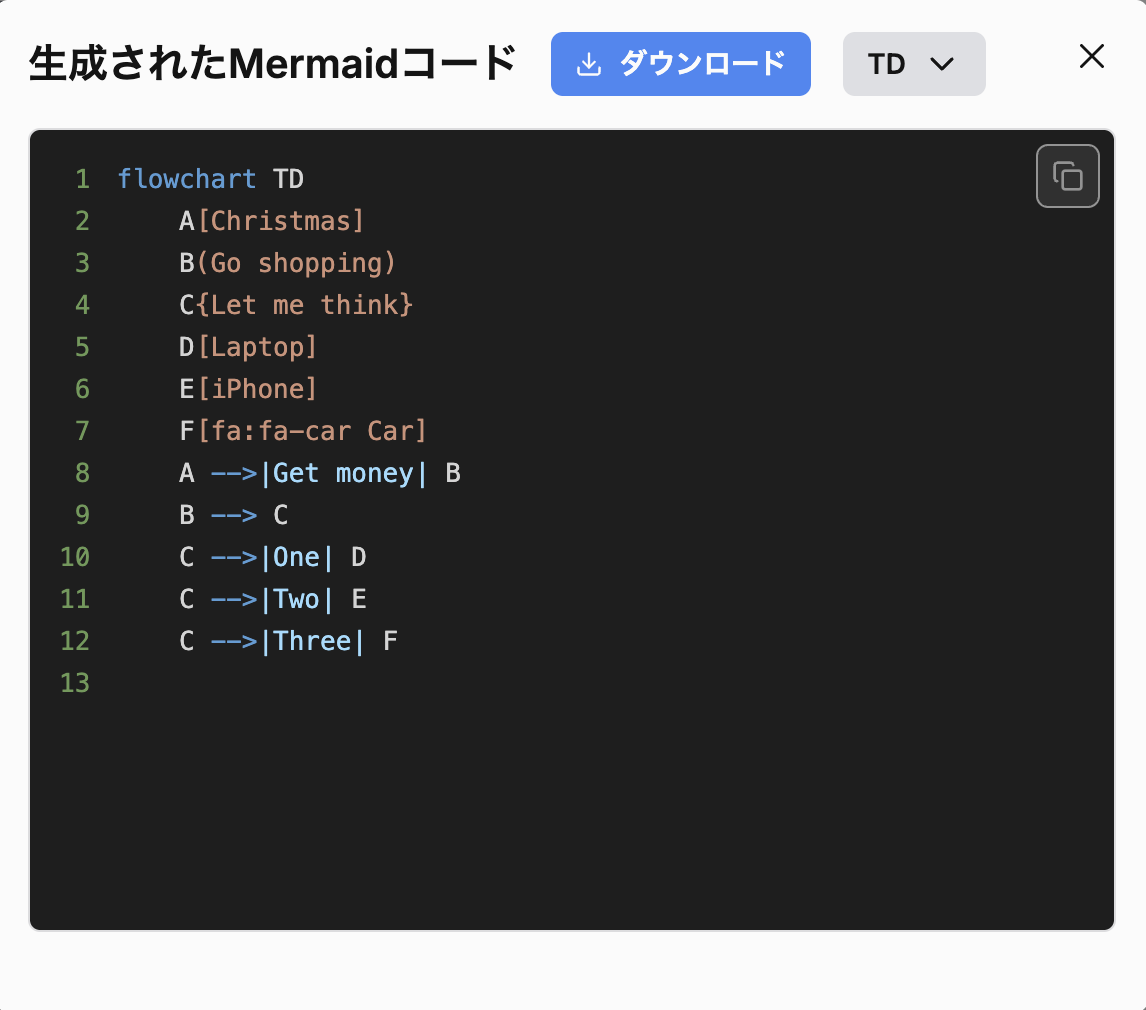 生成されたMermaidコード
ダウンロード
TD
1 flowchart TD
2     A[Christmas]
3     B(Go shopping)
4     C{Let me think}
5     D[Laptop]
6     E[iPhone]
7     F[fa:fa-car Car]
8     A -->|Get money| B
9     B --> C
10     C -->|One| D
11     C -->|Two| E
12     C -->|Three| F
13